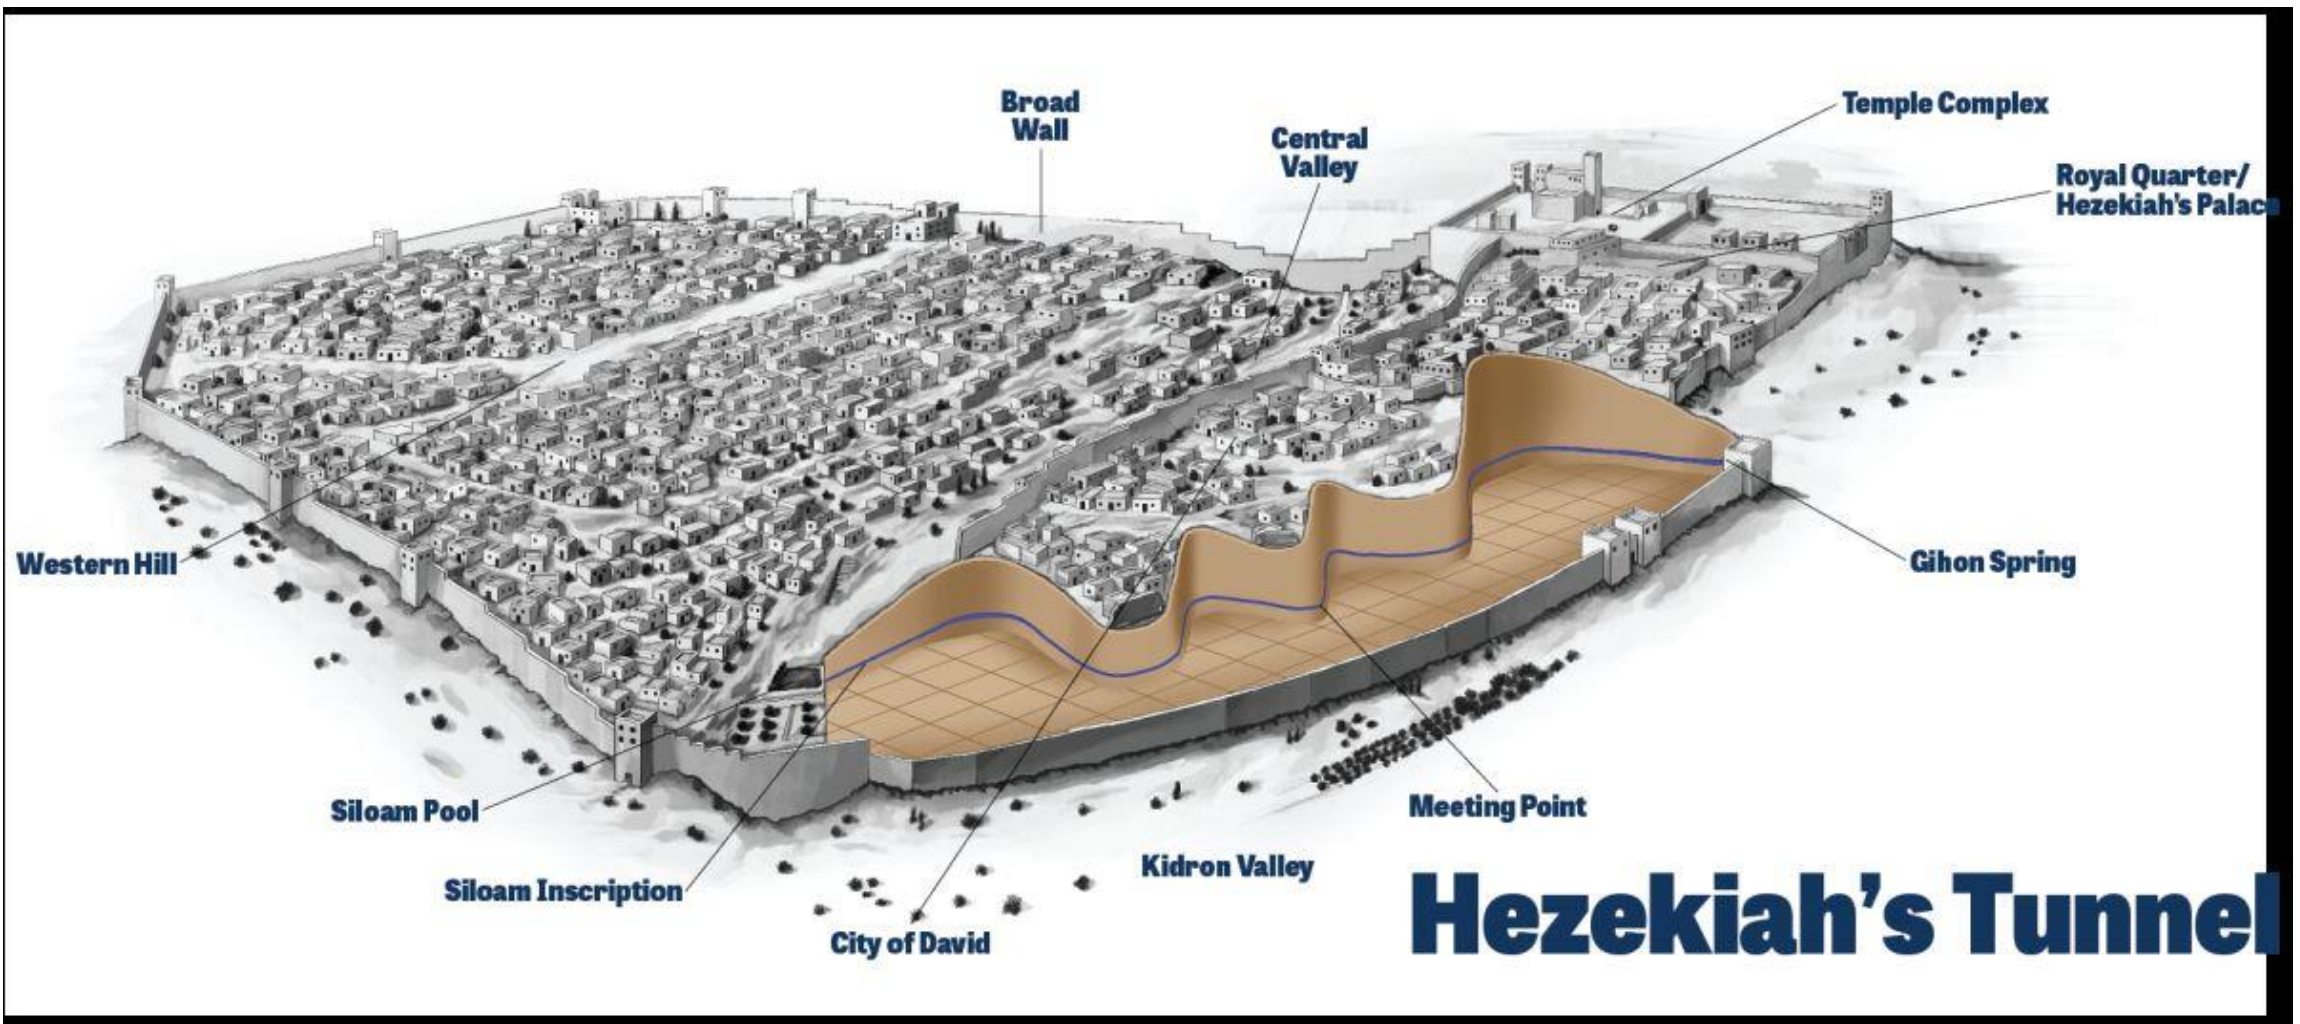 Broad
Wall
Central
Valley
Temple Complex
Royal Quarter/
Hezekiah's Palace
Western Hill
Gihon Spring
Siloam Pool
Meeting Point
Siloam Inscription
Kidron Valley
City of David
Hezekiah’s Tunnel